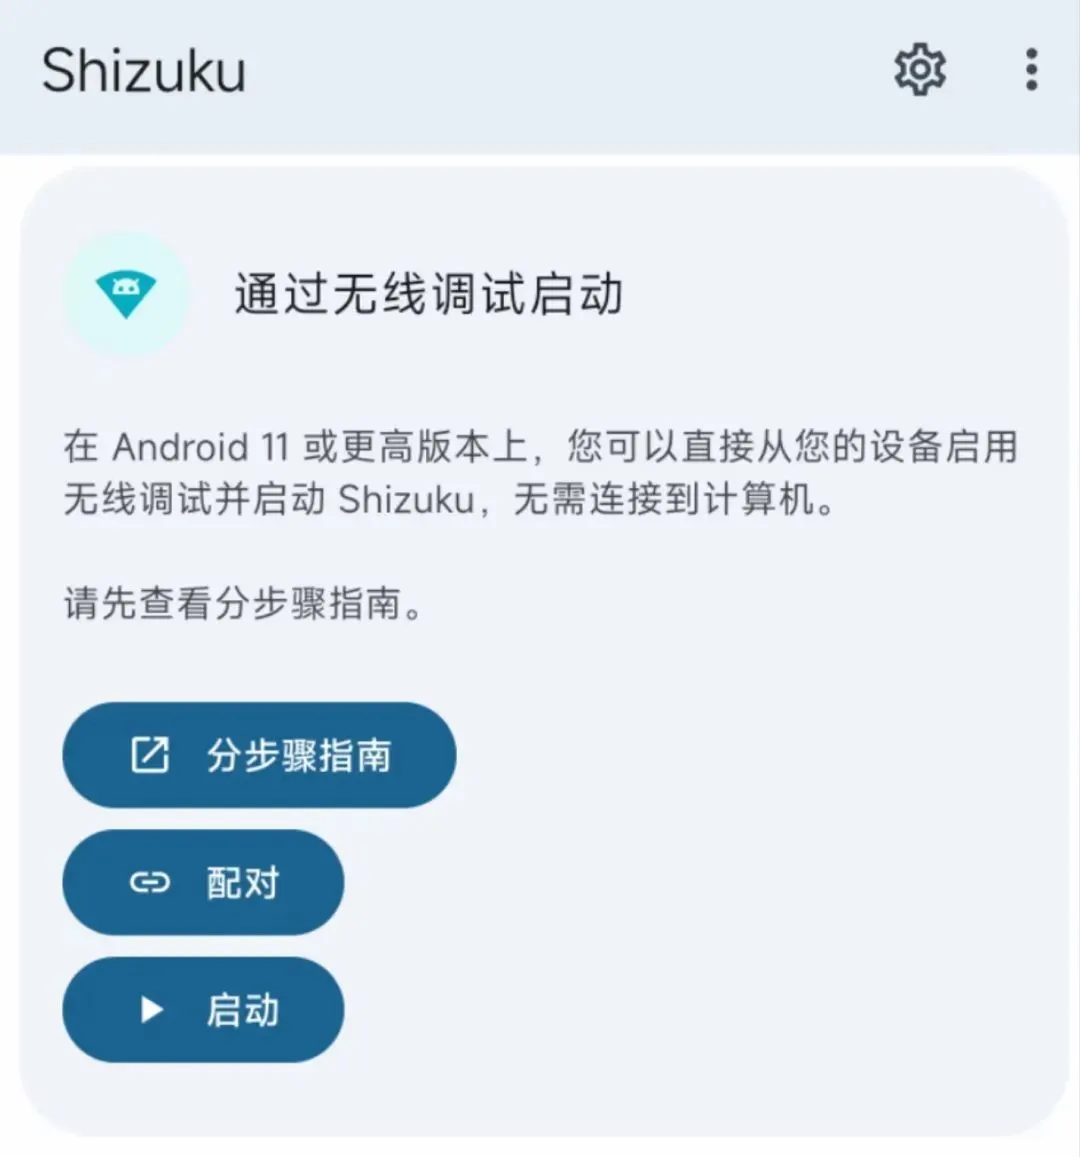 Shizuku
通过无线调试启动
在 Android 11 或更高版本上，您可以直接从您的设备启用
无线调试并启动 Shizuku，无需连接到计算机。
请先查看分步骤指南。
分步骤指南
配对
启动